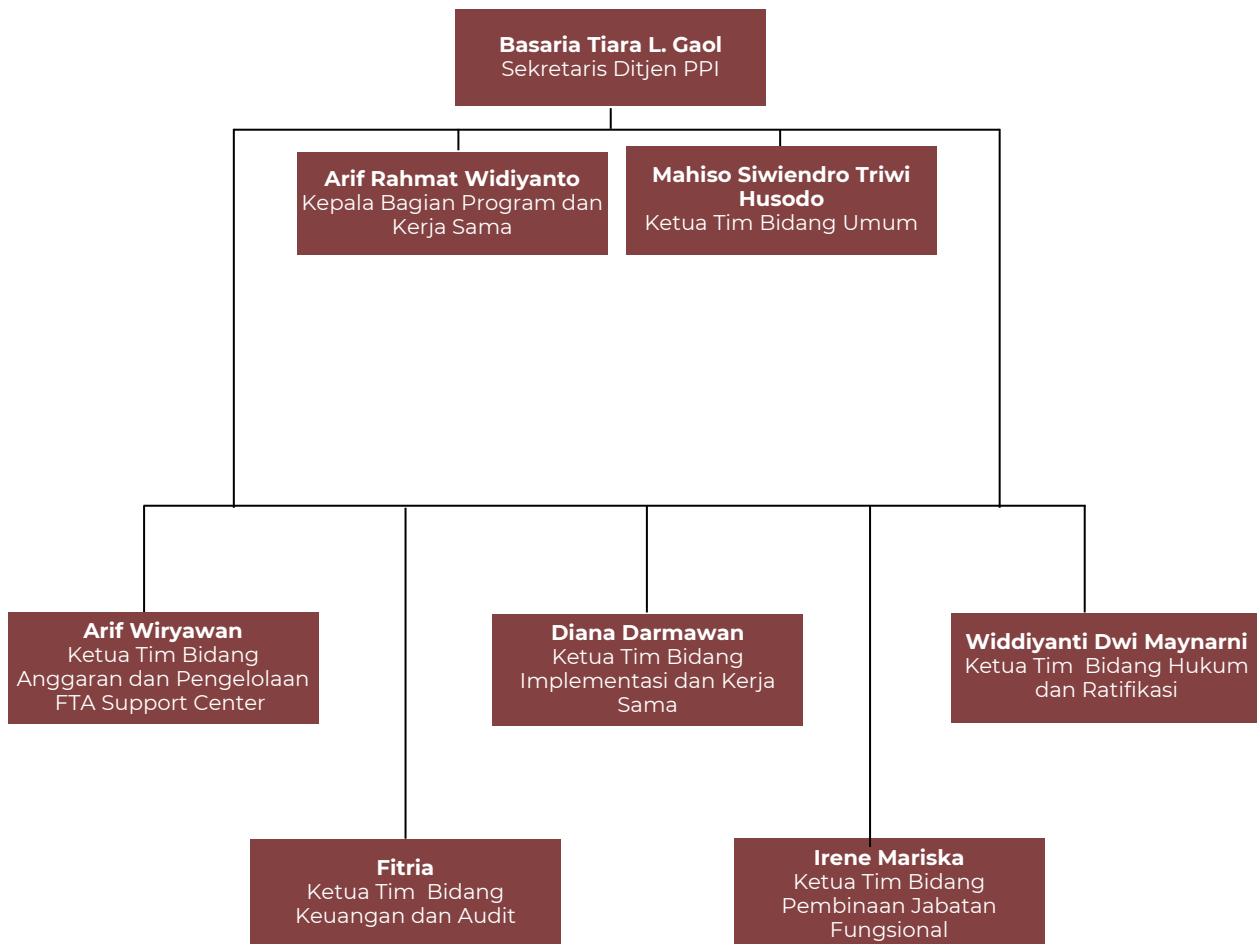 Basaria Tiara L. Gaol
Sekretaris Ditjen PPI
Arif Rahmat Widiyanto
Kepala Bagian Program dan
Kerja Sama
Mahiso Siwiendro Triwi
Husodo
Ketua Tim Bidang Umum
Arif Wiryawan
Ketua Tim Bidang
Anggaran dan Pengelolaan
FTA Support Center
Diana Darmawan
Ketua Tim Bidang
Implementasi dan Kerja
Sama
Widdiyanti Dwi Maynarni
Ketua Tim  Bidang Hukum
dan Ratifikasi
Fitria
Ketua Tim  Bidang
Keuangan dan Audit
Irene Mariska
Ketua Tim Bidang
Pembinaan Jabatan
Fungsional